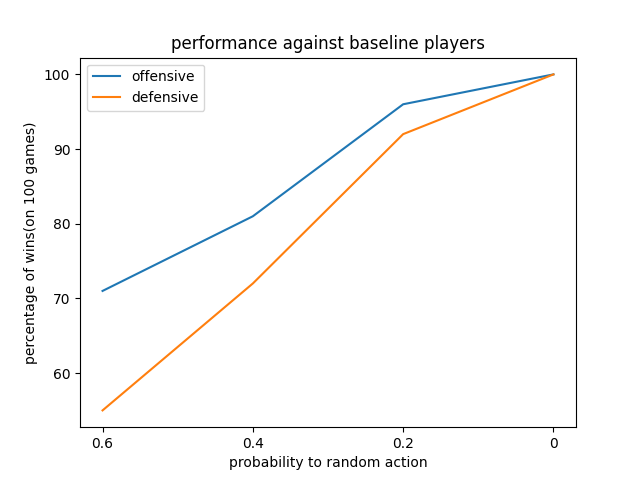 performance against baseline players
offensive
defensive
100
90
80
70
60
percentage of wins(on 100 games)
0.6 0.4 0.2 0
probability to random action